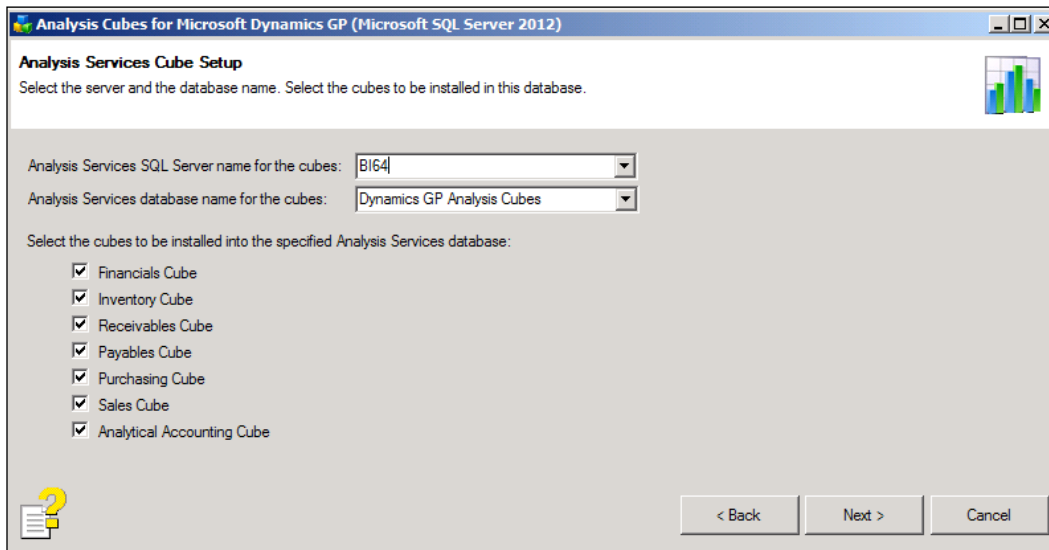 Analysis Cubes for Microsoft Dynamics GP (Microsoft SQL Server 2012)
Analysis Services Cube Setup
Select the server and the database name. Select the cubes to be installed in this database.
Analysis Services SQL Server name for the cubes: BI64
Analysis Services database name for the cubes: Dynamics GP Analysis Cubes
Select the cubes to be installed into the specified Analysis Services database:
Financials Cube
Inventory Cube
Receivables Cube
Payables Cube
Purchasing Cube
Sales Cube
Analytical Accounting Cube
< Back Next > Cancel